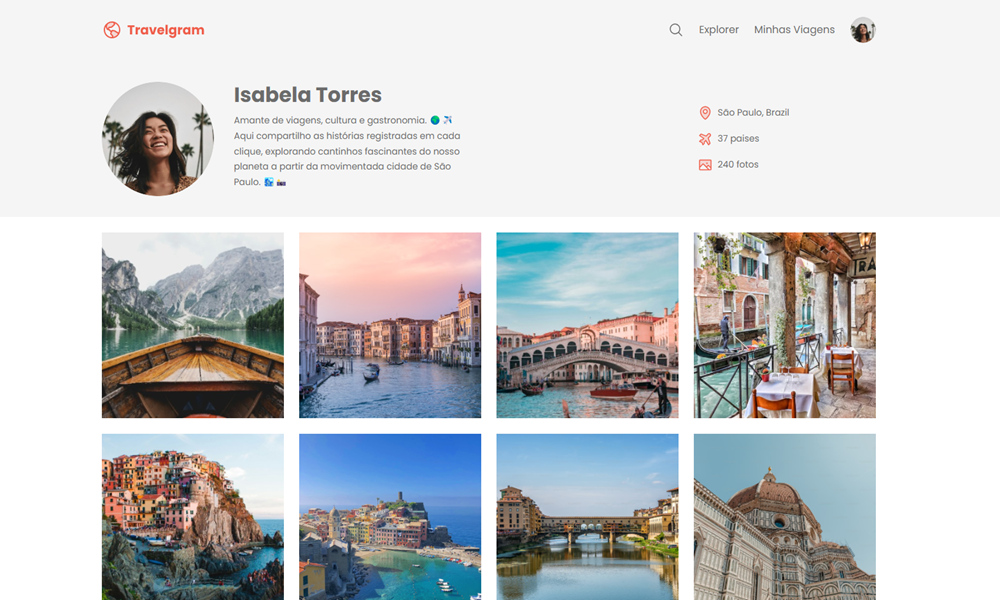 Travelgram
Explorer
Minhas Viagens
Isabela Torres
Amante de viagens, cultura e gastronomia. 🌍 ✈️
Aqui compartilho as histórias registradas em cada
clique, explorando cantinhos fascinantes do nosso
planeta a partir da movimentada cidade de São
Paulo.
São Paulo, Brazil
37 países
240 fotos